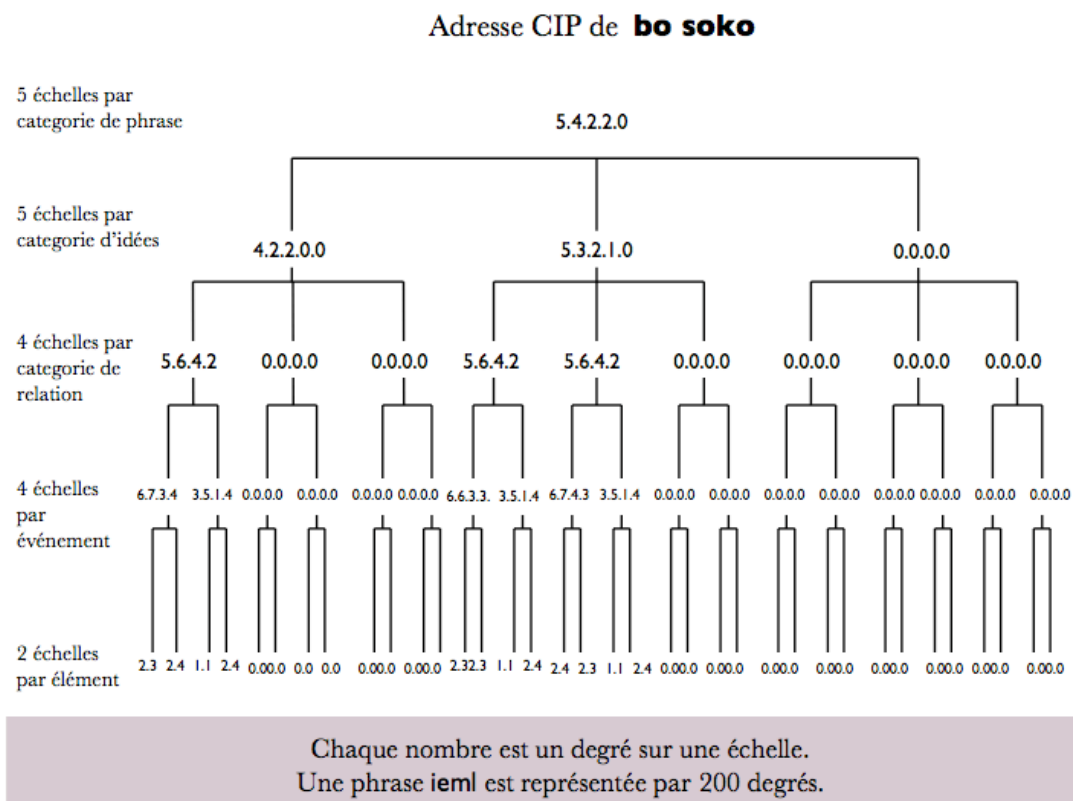 Adresse CIP de bo soko
5 échelles par
categorie de phrase
5.4.2.2.0
5 échelles par
categorie d'idées
4.2.2.0.0 5.3.2.1.0 0.0.0.0
4 échelles par
categorie de
relation
5.6.4.2 0.0.0.0 0.0.0.0 5.6.4.2 5.6.4.2 0.0.0.0 0.0.0.0 0.0.0.0 0.0.0.0
4 échelles
par
événement
6.7.3.4 3.5.1.4 0.0.0.0 0.0.0.0 0.0.0.0 0.0.0.0 6.6.3.3. 3.5.1.4 6.7.4.3 3.5.1.4 0.0.0.0 0.0.0.0 0.0.0.0 0.0.0.0 0.0.0.0 0.0.0.0 0.0.0.0 0.0.0.0
2 échelles
par élément
2.3 2.4 1.1 2.4 0.00.0 0.0 0.0 0.00.0 0.00.0 2.32.3 1.1 2.4 2.4 2.3 1.1 2.4 0.00.0 0.00.0 0.00.0 0.00.0 0.00.0 0.00.0 0.00.0 0.00.0
Chaque nombre est un degré sur une échelle.
Une phrase ieml est représentée par 200 degrés.